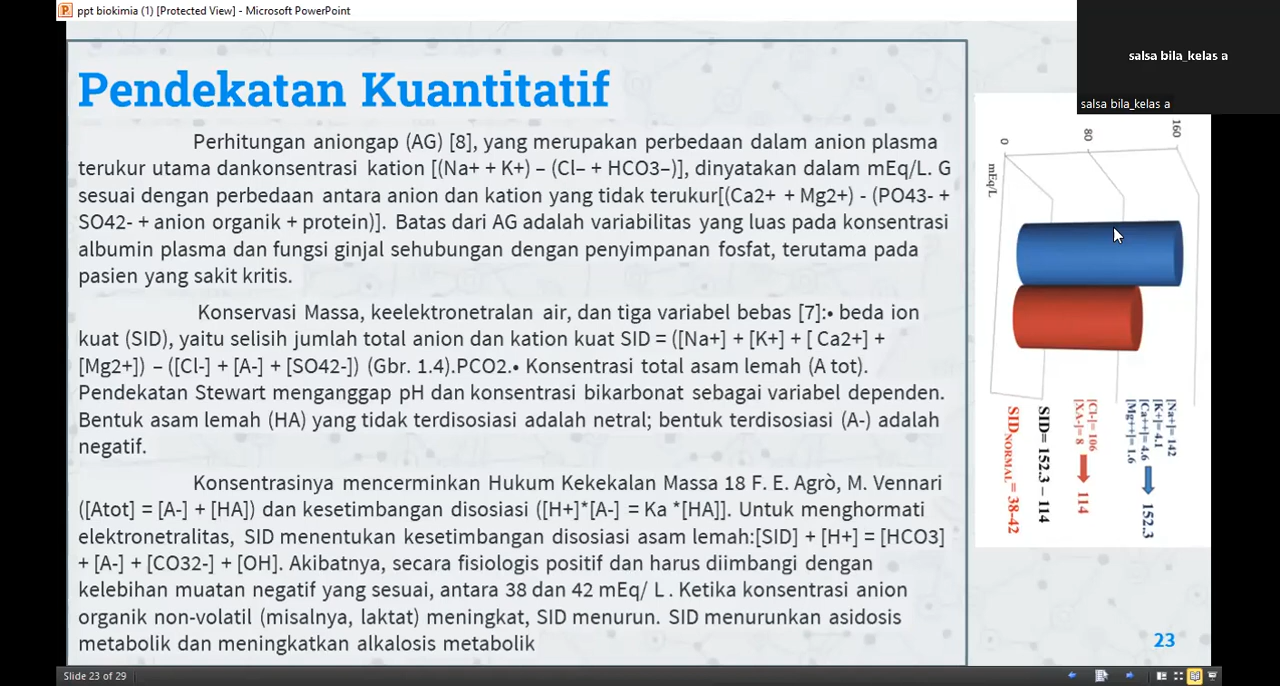 ppt biokimia (1) [Protected View] - Microsoft PowerPoint
salsa bila_kelas a
salsa bila_kelas a
Pendekatan Kuantitatif
Perhitungan aniongap (AG) [8], yang merupakan perbedaan dalam anion plasma
terukur utama dankonsentrasi kation [(Na+ + K+) – (Cl– + HCO3–)], dinyatakan dalam mEq/L. G
sesuai dengan perbedaan antara anion dan kation yang tidak terukur[(Ca2+ + Mg2+) - (PO43- +
SO42- + anion organik + protein)]. Batas dari AG adalah variabilitas yang luas pada konsentrasi
albumin plasma dan fungsi ginjal sehubungan dengan penyimpanan fosfat, terutama pada
pasien yang sakit kritis.
Konservasi Massa, keelektronetralan air, dan tiga variabel bebas [7]:• beda ion
kuat (SID), yaitu selisih jumlah total anion dan kation kuat SID = ([Na+] + [K+] + [ Ca2+] +
[Mg2+]) – ([Cl-] + [A-] + [SO42-]) (Gbr. 1.4).PCO2.• Konsentrasi total asam lemah (A tot).
Pendekatan Stewart menganggap pH dan konsentrasi bikarbonat sebagai variabel dependen.
Bentuk asam lemah (HA) yang tidak terdisosiasi adalah netral; bentuk terdisosiasi (A-) adalah
negatif.
Konsentrasinya mencerminkan Hukum Kekekalan Massa 18 F. E. Agrò, M. Vennari
([Atot] = [A-] + [HA]) dan kesetimbangan disosiasi ([H+]*[A-] = Ka *[HA]]. Untuk menghormati
elektronetralitas, SID menentukan kesetimbangan disosiasi asam lemah:[SID] + [H+] = [HCO3]
+ [A-] + [CO32-] + [OH]. Akibatnya, secara fisiologis positif dan harus diimbangi dengan
kelebihan muatan negatif yang sesuai, antara 38 dan 42 mEq/ L . Ketika konsentrasi anion
organik non-volatil (misalnya, laktat) meningkat, SID menurun. SID menurunkan asidosis
metabolik dan meningkatkan alkalosis metabolik
160
80
0
mEq/L
[Na+]= 142
[K+]= 4.1
[Ca++]= 4.6
[Mg++]= 1.6
152.3
[Cl-]= 106
[XA-]= 8
114
SID= 152.3 – 114
SIDNORMAL= 38-42
23
Slide 23 of 29